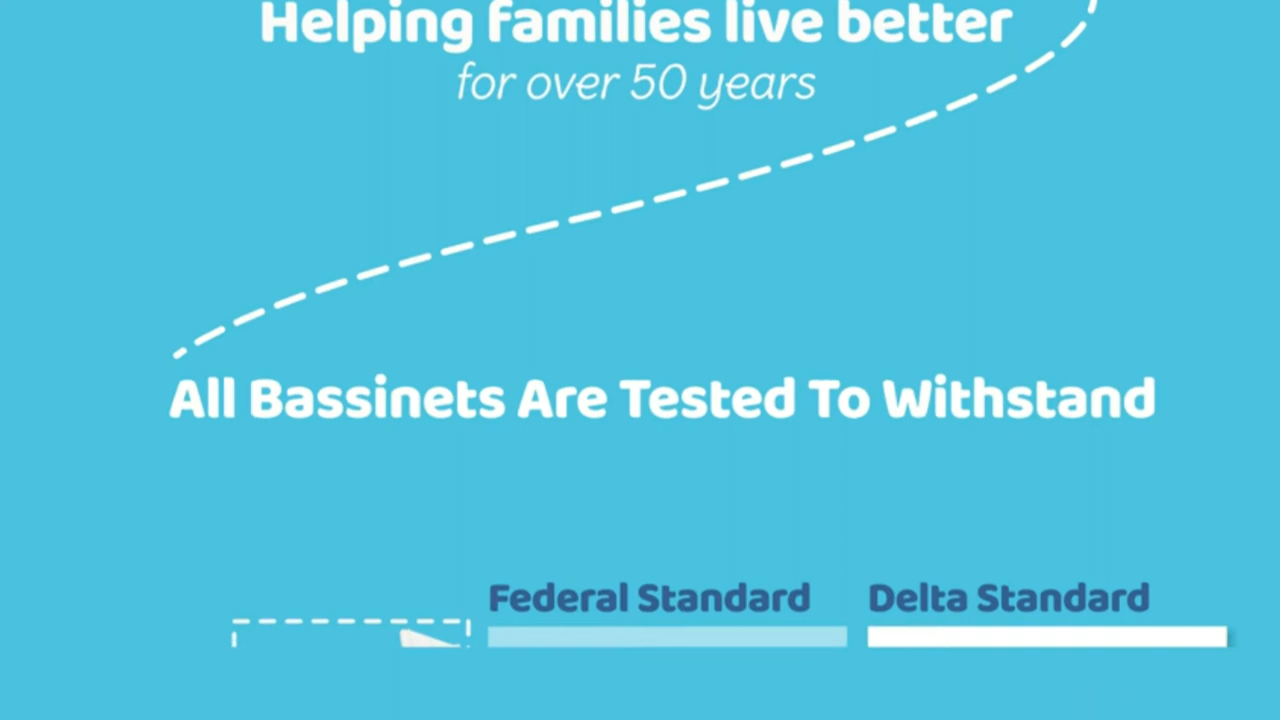 Helping families live better
for over 50 years
All Bassinets Are Tested To Withstand
Federal Standard
Delta Standard